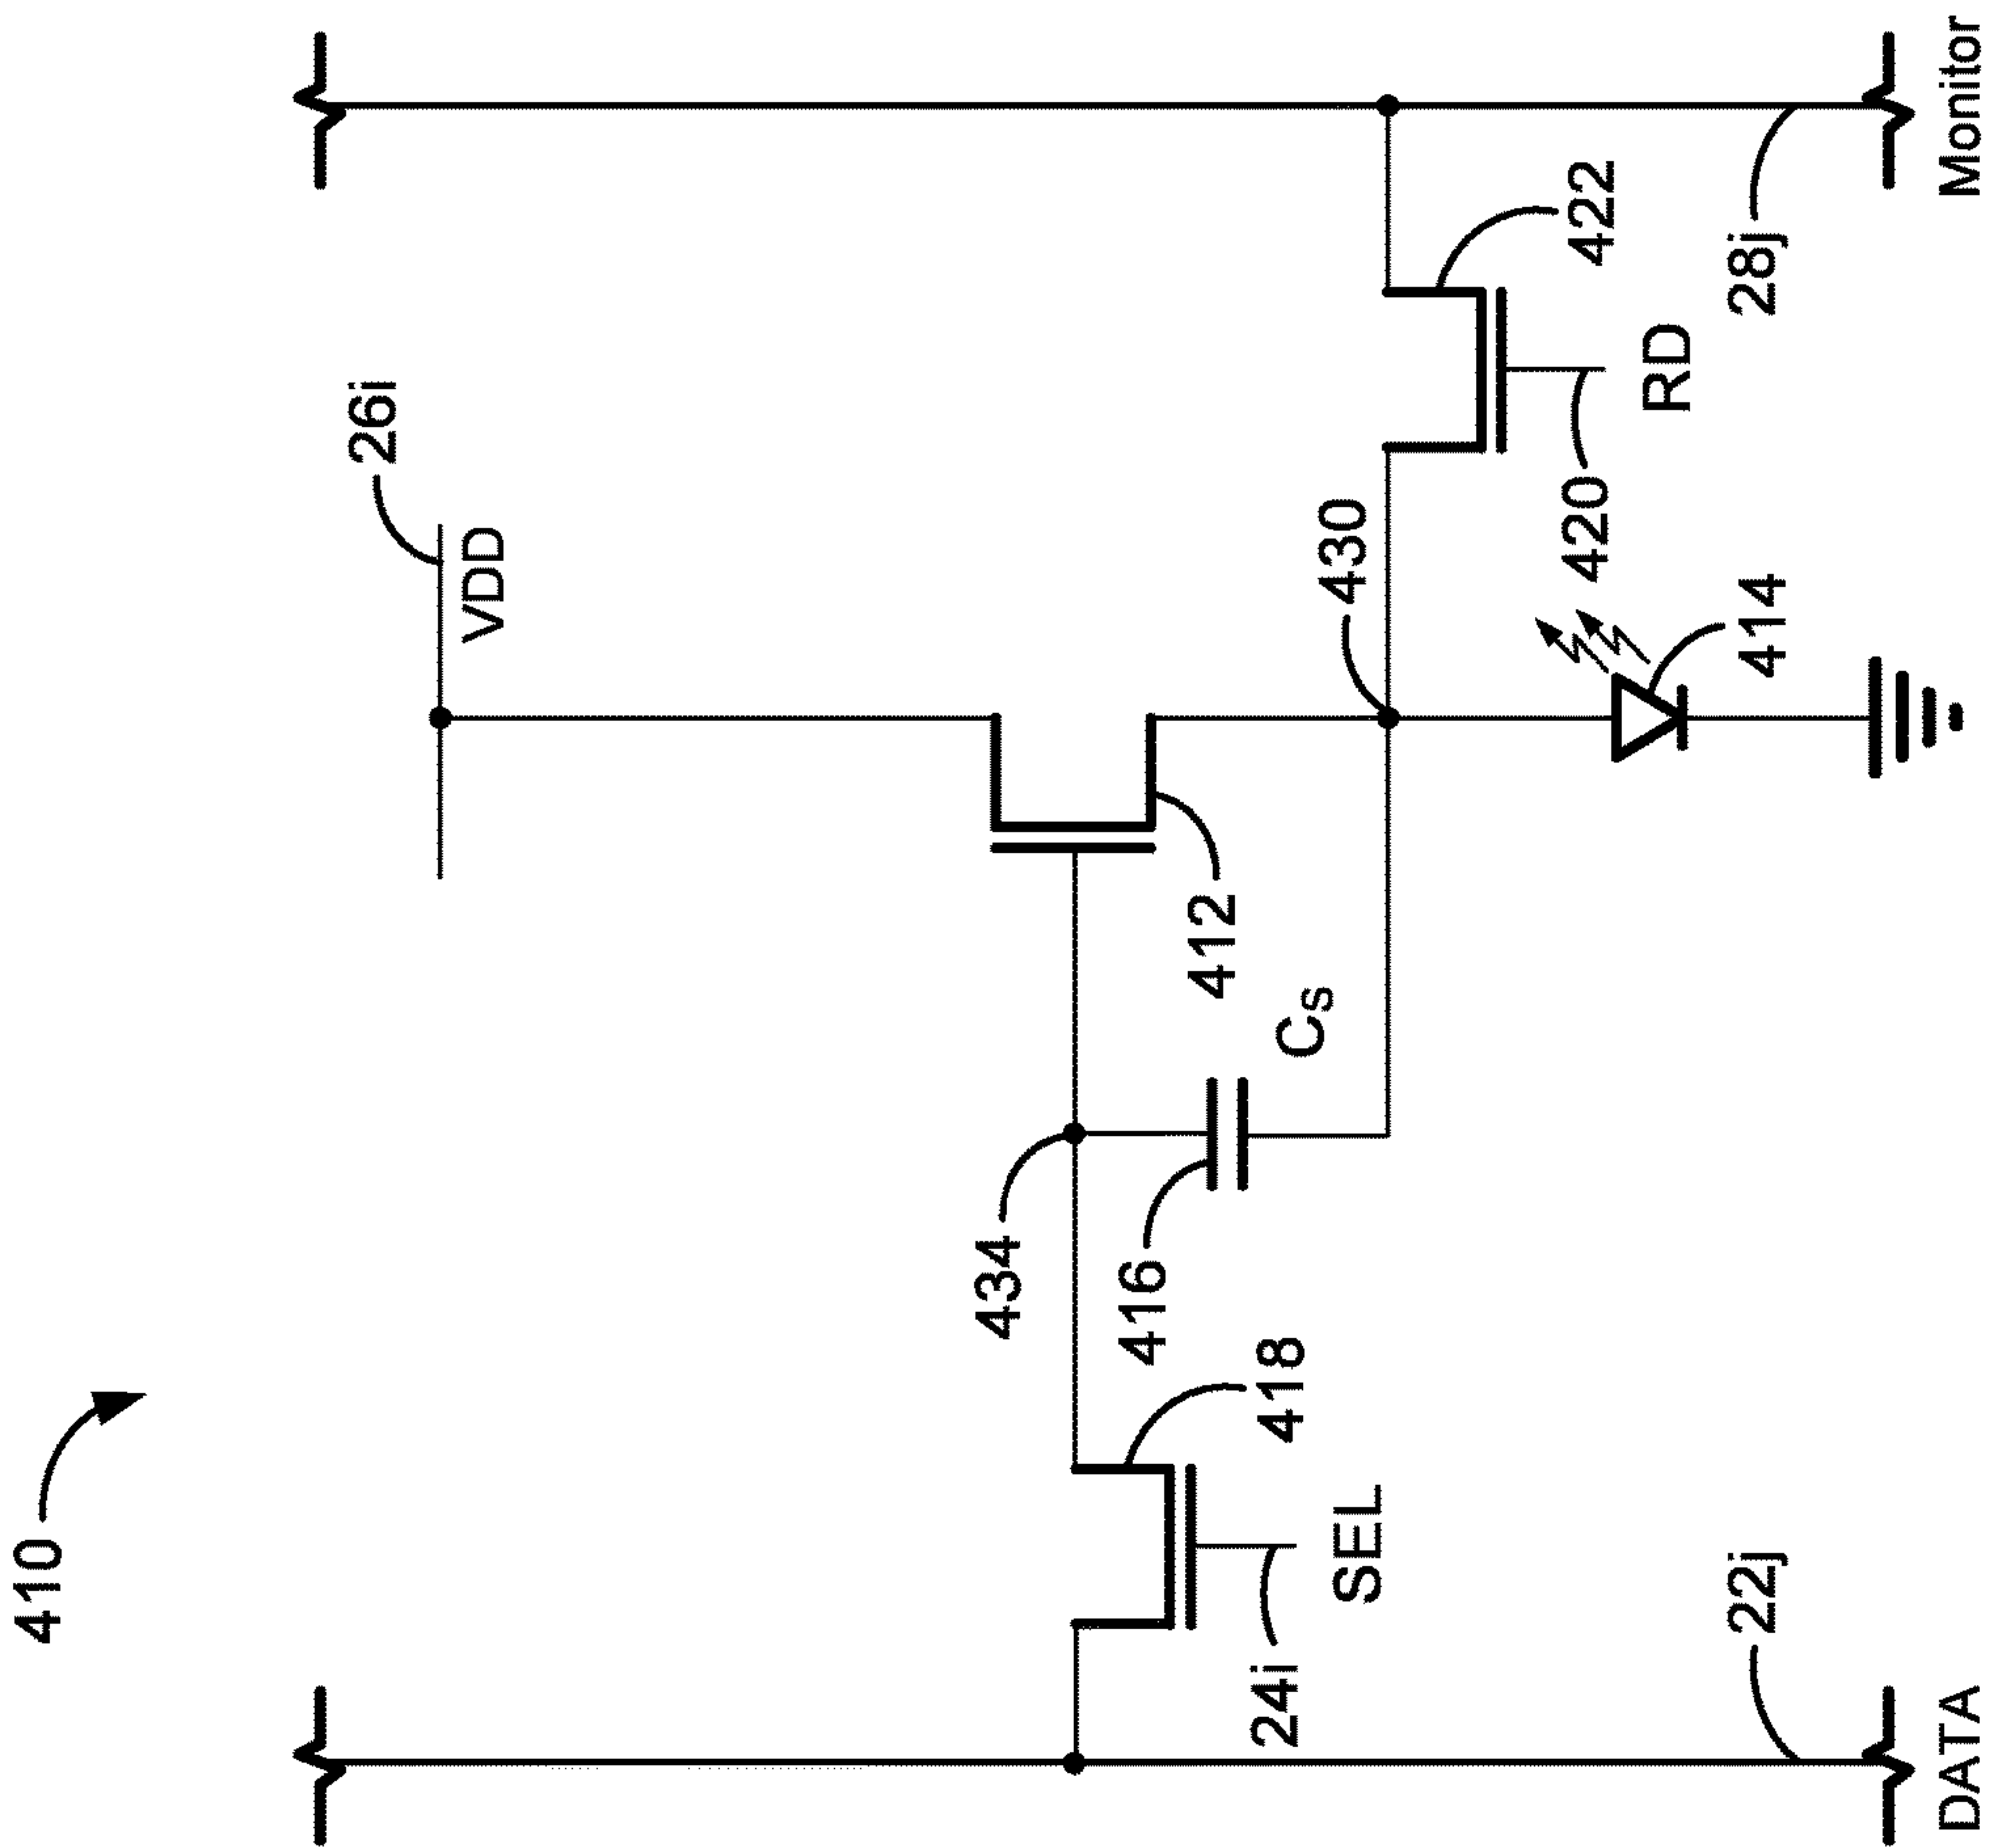 410
26i
VDD
434
416
Cs
412
430
418
24i
SEL
422
420
RD
414
22j
DATA
28j
Monitor